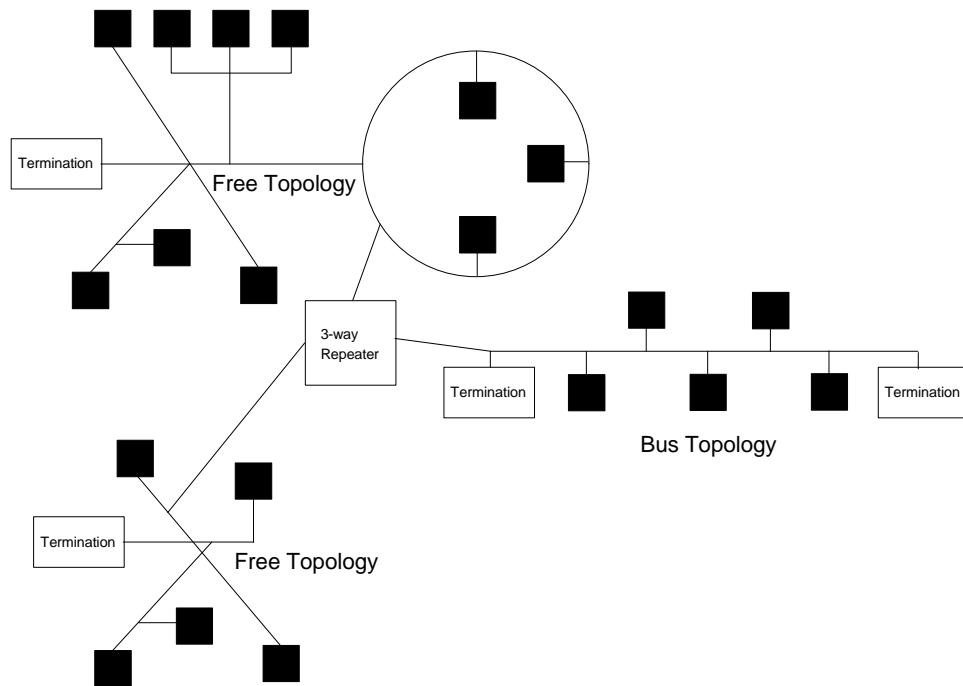 Termination
Free Topology
3-way
Repeater
Termination
Termination
Bus Topology
Termination
Free Topology